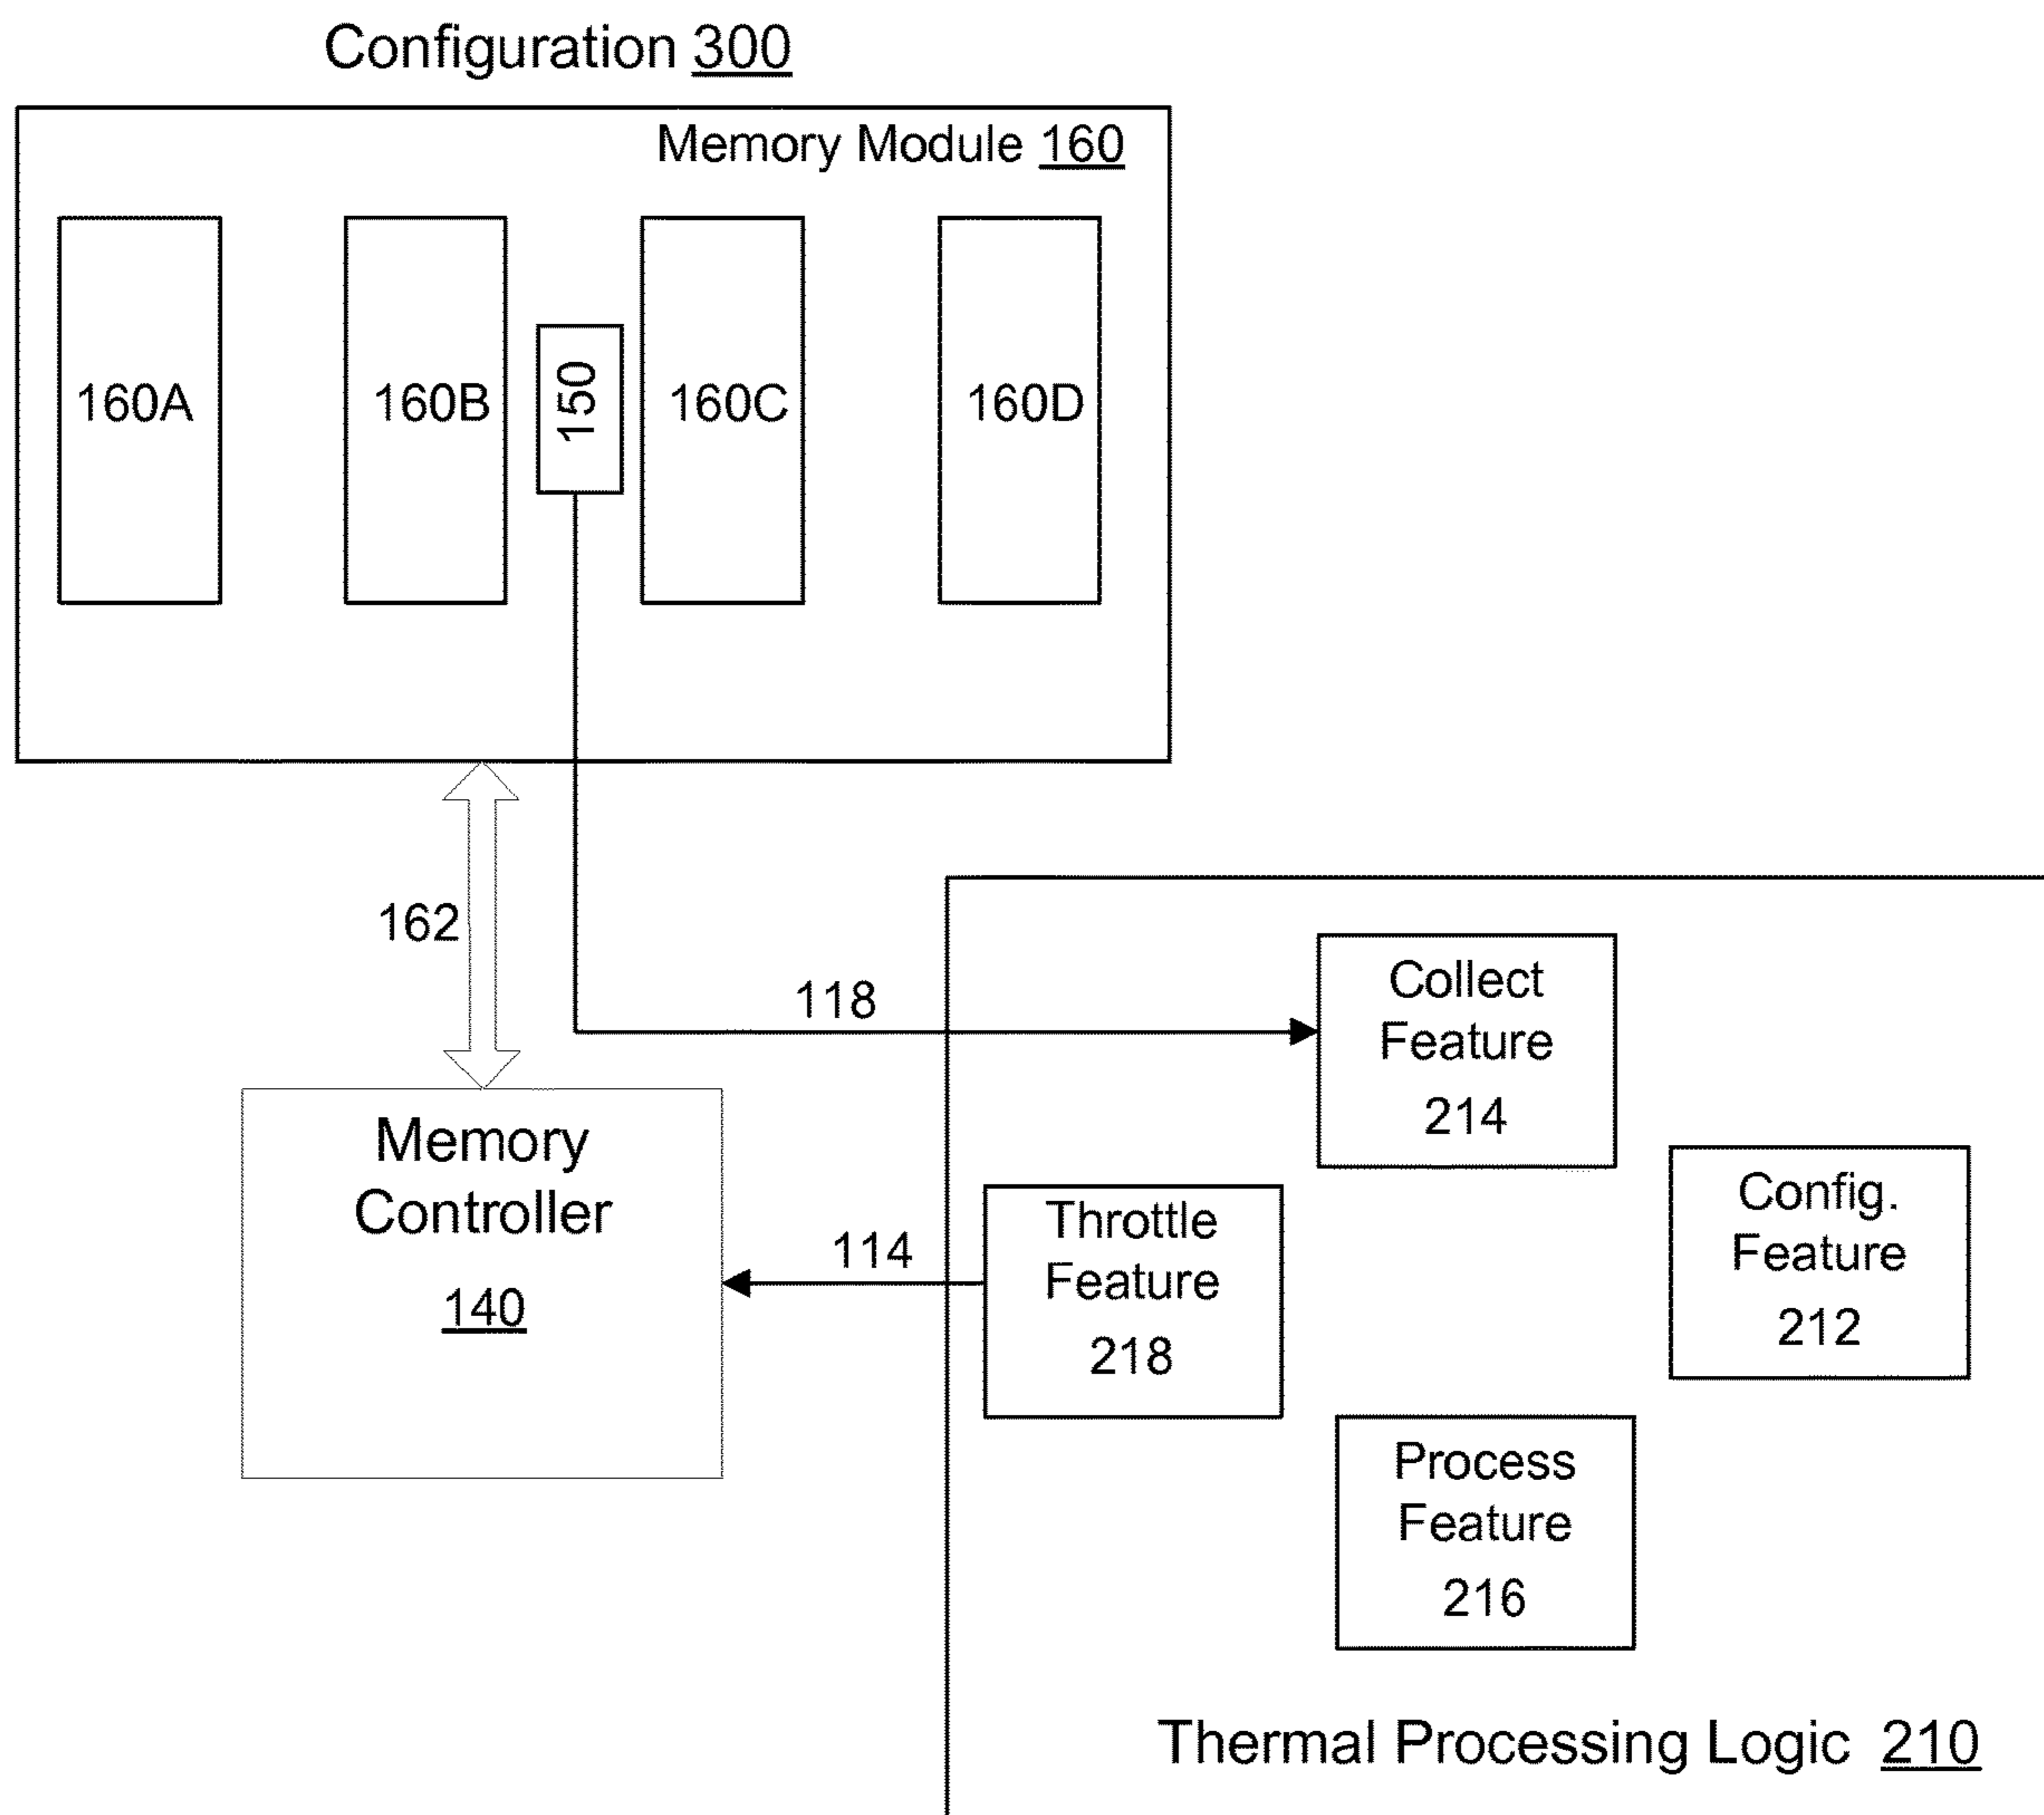 Configuration 300
Memory Module 160
160A
160B
150
160C
160D
162
118
Collect
Feature
214
Memory
Controller
140
114
Throttle
Feature
218
Config.
Feature
212
Process
Feature
216
Thermal Processing Logic 210